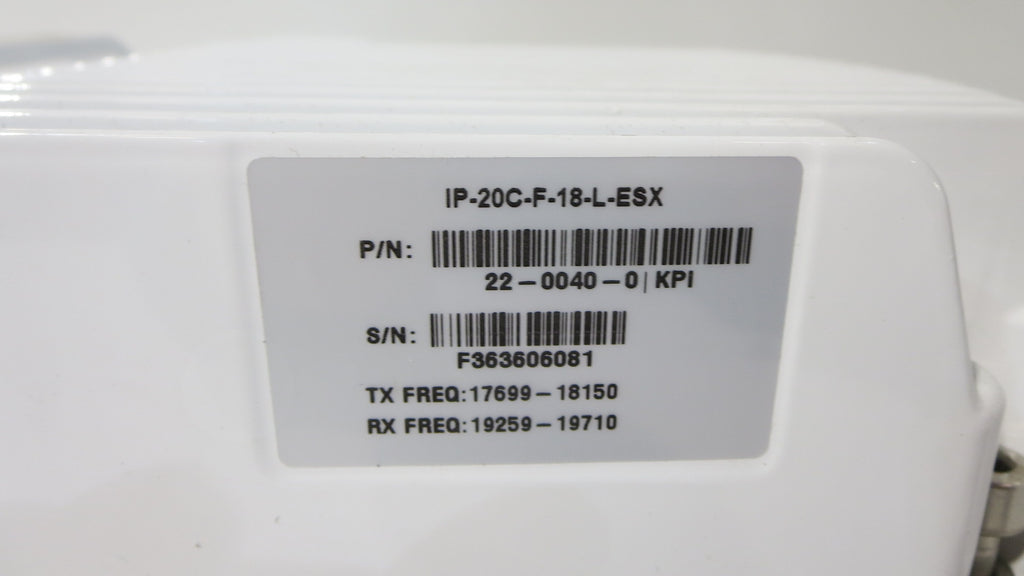 IP-20C-F-18-L-ESX
P/N:
22-0040-0|KPI
S/N:
F363606081
TX FREQ:17699-18150
RX FREQ:19259-19710